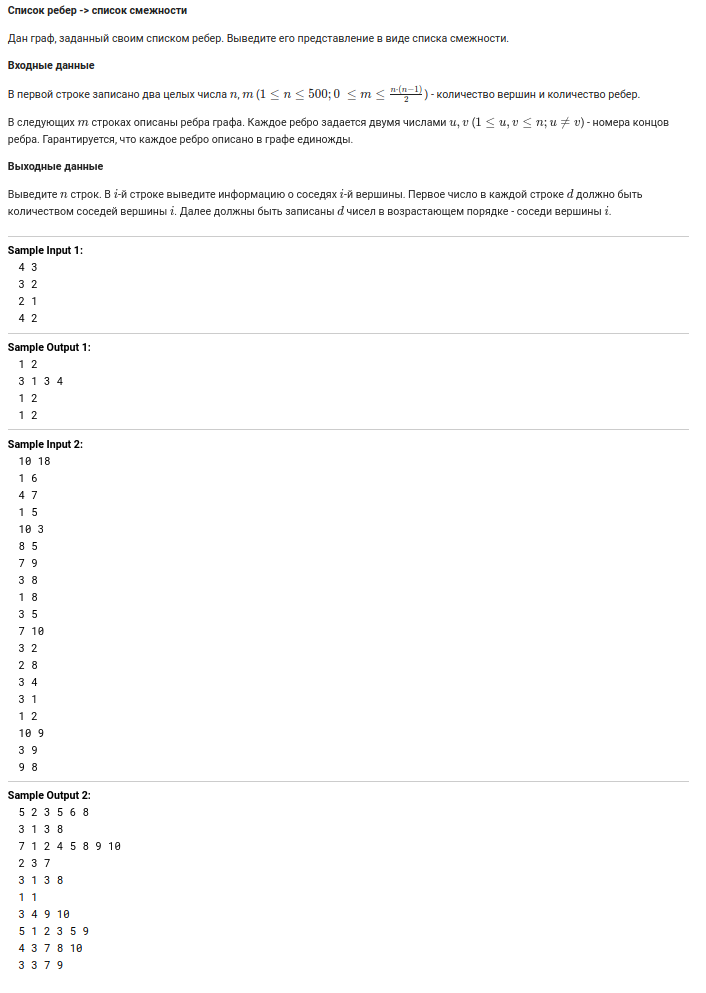 Список ребер -> список смежности
Дан граф, заданный своим списком ребер. Выведите его представление в виде списка смежности.
Входные данные
В первой строке записано два целых числа n, m (1 ≤ n ≤ 500; 0 ≤ m ≤ n·(n−1)/2) - количество вершин и количество ребер.
В следующих m строках описаны ребра графа. Каждое ребро задается двумя числами u, v (1 ≤ u, v ≤ n; u ≠ v) - номера концов
ребра. Гарантируется, что каждое ребро описано в графе единожды.
Выходные данные
Выведите n строк. В i-й строке выведите информацию о соседях i-й вершины. Первое число в каждой строке d должно быть
количеством соседей вершины i. Далее должны быть записаны d чисел в возрастающем порядке - соседи вершины i.
Sample Input 1:
4 3
3 2
2 1
4 2
Sample Output 1:
1 2
3 1 3 4
1 2
1 2
Sample Input 2:
10 18
1 6
4 7
1 5
10 3
8 5
7 9
3 8
1 8
3 5
7 10
3 2
2 8
3 4
3 1
1 2
10 9
3 9
9 8
Sample Output 2:
5 2 3 5 6 8
3 1 3 8
7 1 2 4 5 8 9 10
2 3 7
3 1 3 8
1 1
3 4 9 10
5 1 2 3 5 9
4 3 7 8 10
3 3 7 9